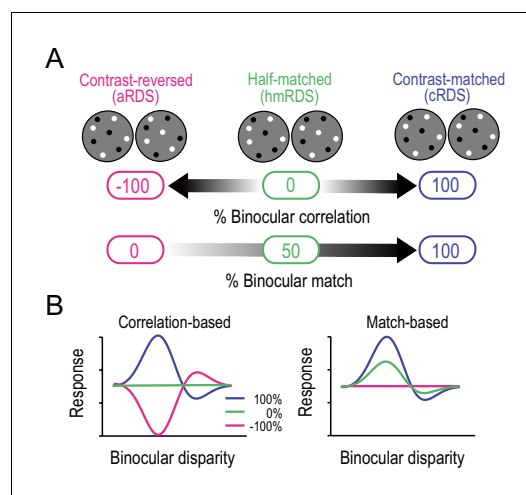 A
Contrast-reversed
(aRDS)
Half-matched
(hmRDS)
Contrast-matched
(cRDS)
-100
0
100
% Binocular correlation
0
50
100
% Binocular match
B
Correlation-based
Match-based
Response
100%
0%
-100%
Binocular disparity
Response
Binocular disparity